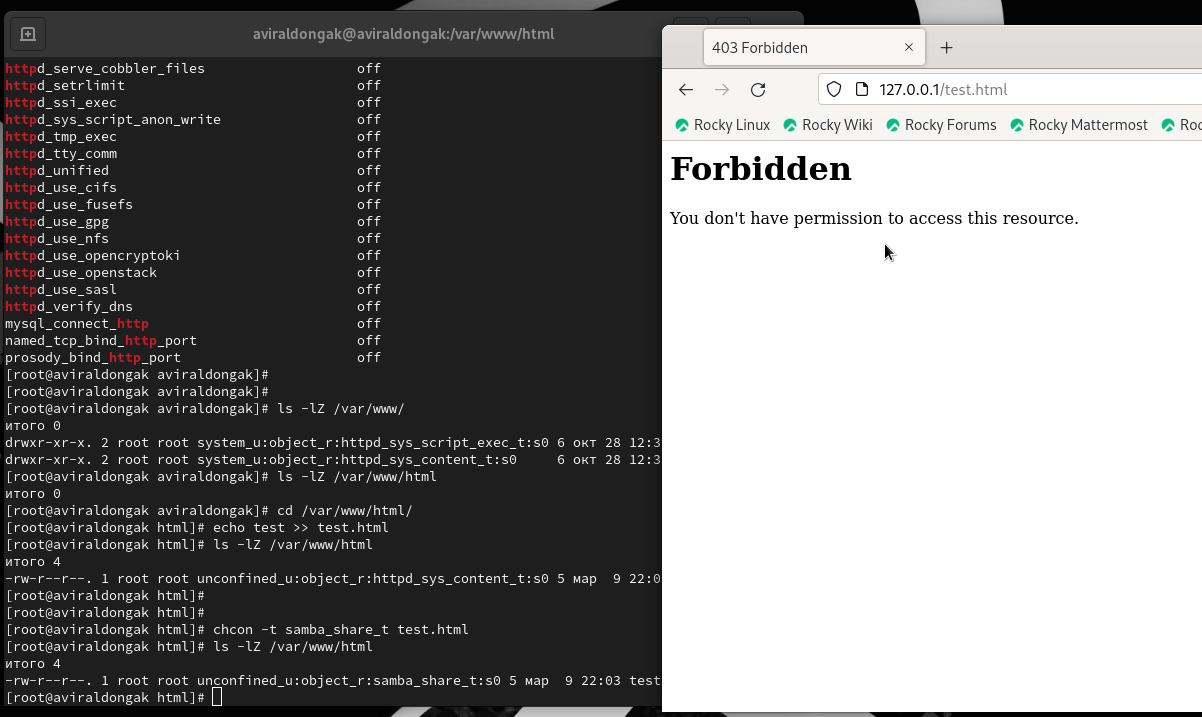 aviraldongak@aviraldongak:/var/www/html
httpd_serve_cobbler_files off
httpd_setrlimit off
httpd_ssi_exec off
httpd_sys_script_anon_write off
httpd_tmp_exec off
httpd_tty_comm off
httpd_unified off
httpd_use_cifs off
httpd_use_fusefs off
httpd_use_gpg off
httpd_use_nfs off
httpd_use_opencryptoki off
httpd_use_openstack off
httpd_use_sasl off
httpd_verify_dns off
mysql_connect_http off
named_tcp_bind_http_port off
prosody_bind_http_port off
[root@aviraldongak aviraldongak]#
[root@aviraldongak aviraldongak]#
[root@aviraldongak aviraldongak]# ls -lZ /var/www/
итого 0
drwxr-xr-x. 2 root root system_u:object_r:httpd_sys_script_exec_t:s0 6 окт 28 12:3
drwxr-xr-x. 2 root root system_u:object_r:httpd_sys_content_t:s0 6 окт 28 12:3
[root@aviraldongak aviraldongak]# ls -lZ /var/www/html
итого 0
[root@aviraldongak aviraldongak]# cd /var/www/html/
[root@aviraldongak html]# echo test >> test.html
[root@aviraldongak html]# ls -lZ /var/www/html
итого 4
-rw-r--r--. 1 root root unconfined_u:object_r:httpd_sys_content_t:s0 5 мар 9 22:0
[root@aviraldongak html]#
[root@aviraldongak html]#
[root@aviraldongak html]# chcon -t samba_share_t test.html
[root@aviraldongak html]# ls -lZ /var/www/html
итого 4
-rw-r--r--. 1 root root unconfined_u:object_r:samba_share_t:s0 5 мар 9 22:03 test
[root@aviraldongak html]#
403 Forbidden
127.0.0.1/test.html
Rocky Linux Rocky Wiki Rocky Forums Rocky Mattermost Roc
Forbidden
You don't have permission to access this resource.